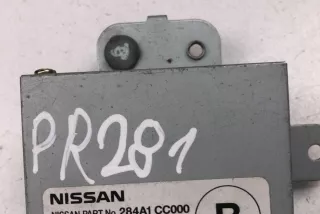 PR281
NISSAN
NISSAN PART No. 284A1 CC000
B